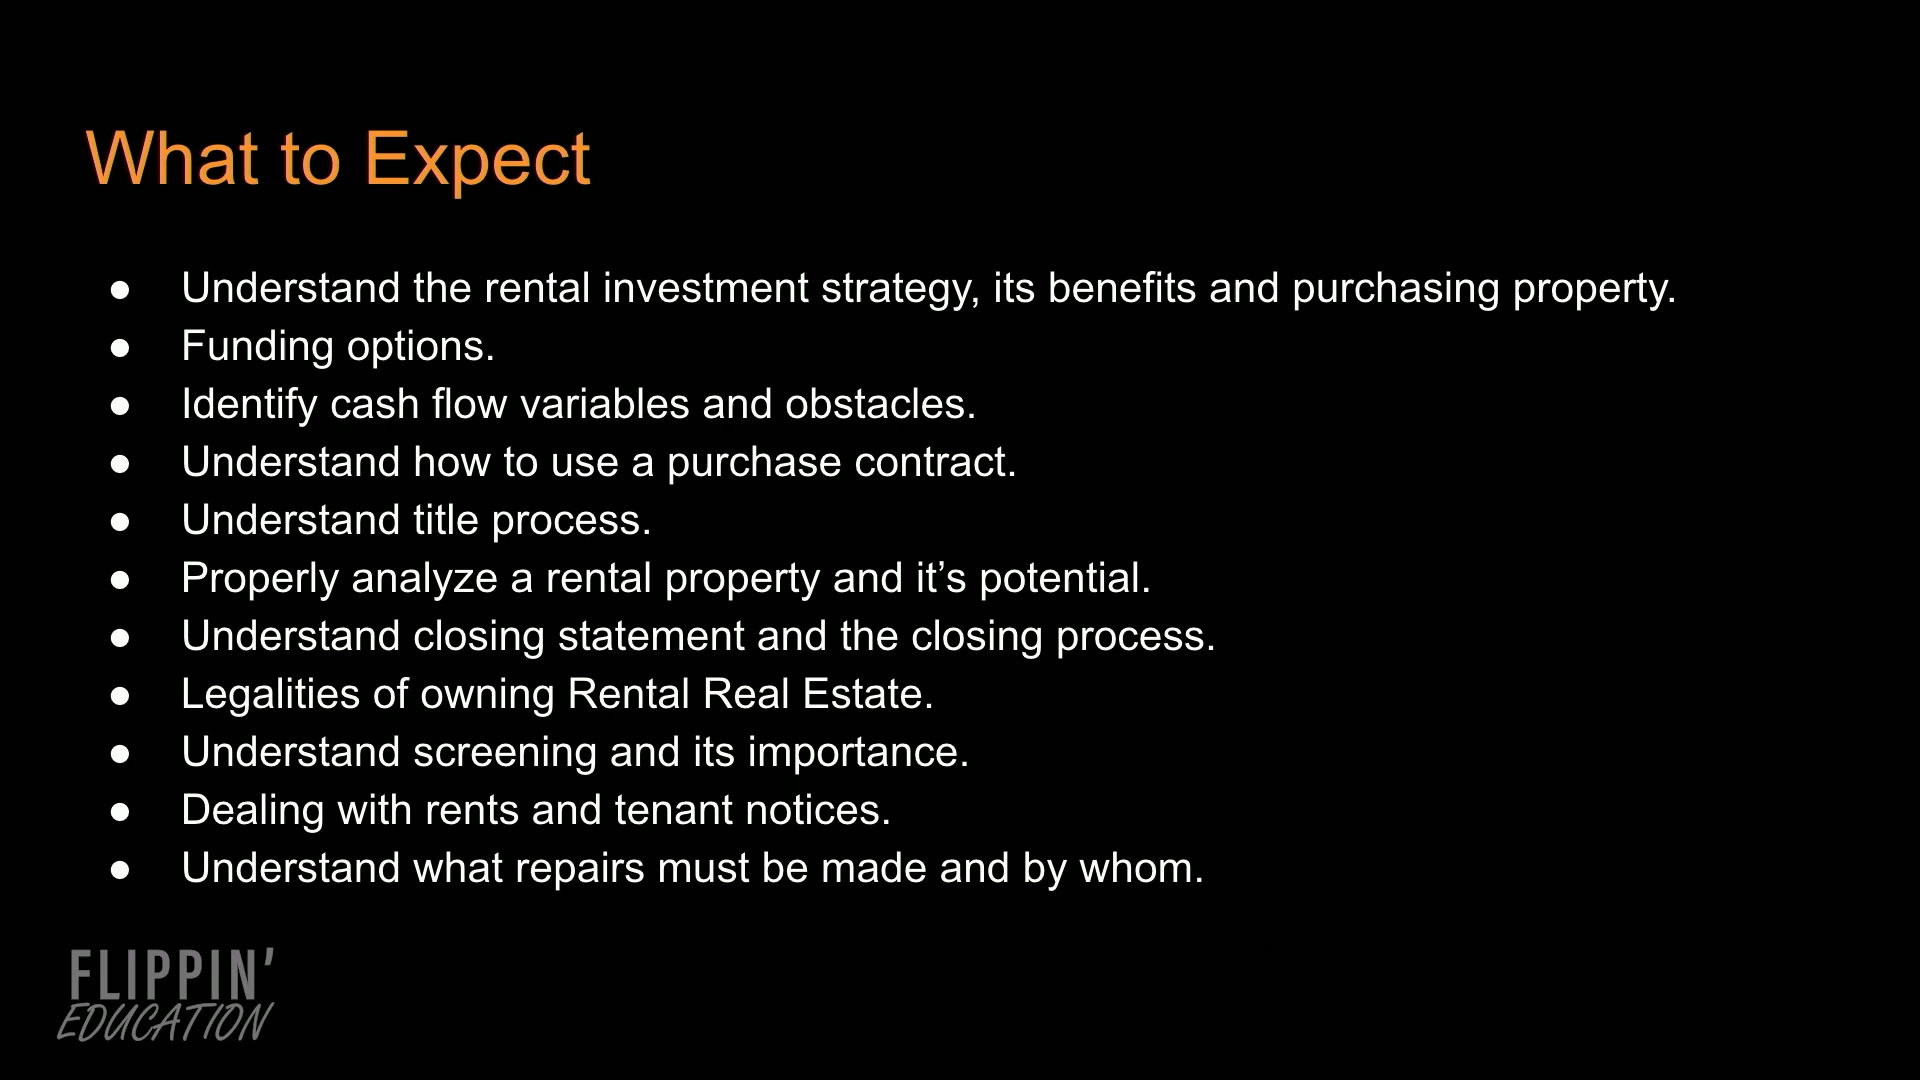 What to Expect
● Understand the rental investment strategy, its benefits and purchasing property.
● Funding options.
● Identify cash flow variables and obstacles.
● Understand how to use a purchase contract.
● Understand title process.
● Properly analyze a rental property and it’s potential.
● Understand closing statement and the closing process.
● Legalities of owning Rental Real Estate.
● Understand screening and its importance.
● Dealing with rents and tenant notices.
● Understand what repairs must be made and by whom.
FLIPPIN’
EDUCATION